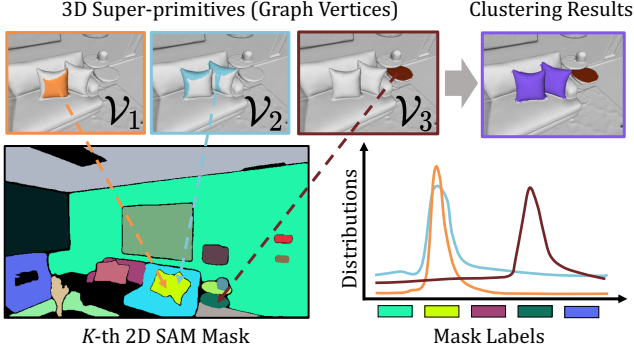 3D Super-primitives (Graph Vertices)
Clustering Results
𝒱1
𝒱2
𝒱3
Distributions
K-th 2D SAM Mask
Mask Labels